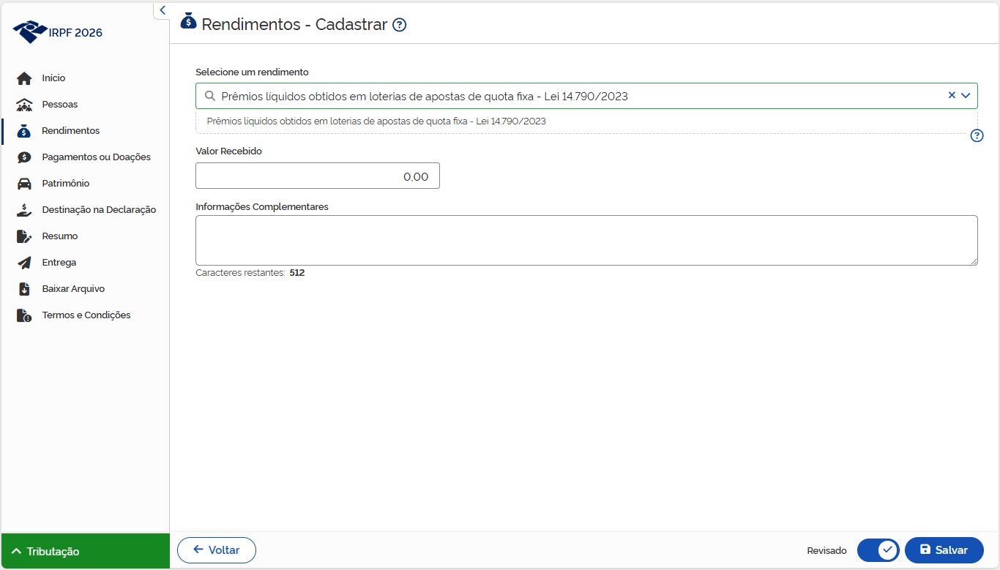 IRPF 2026
Início
Pessoas
Rendimentos
Pagamentos ou Doações
Patrimônio
Destinação na Declaração
Resumo
Entrega
Baixar Arquivo
Termos e Condições
Tributação
Rendimentos - Cadastrar
Selecione um rendimento
Prêmios líquidos obtidos em loterias de apostas de quota fixa - Lei 14.790/2023
Prêmios líquidos obtidos em loterias de apostas de quota fixa - Lei 14.790/2023
Valor Recebido
0,00
Informações Complementares
Caracteres restantes: 512
Voltar
Revisado
Salvar